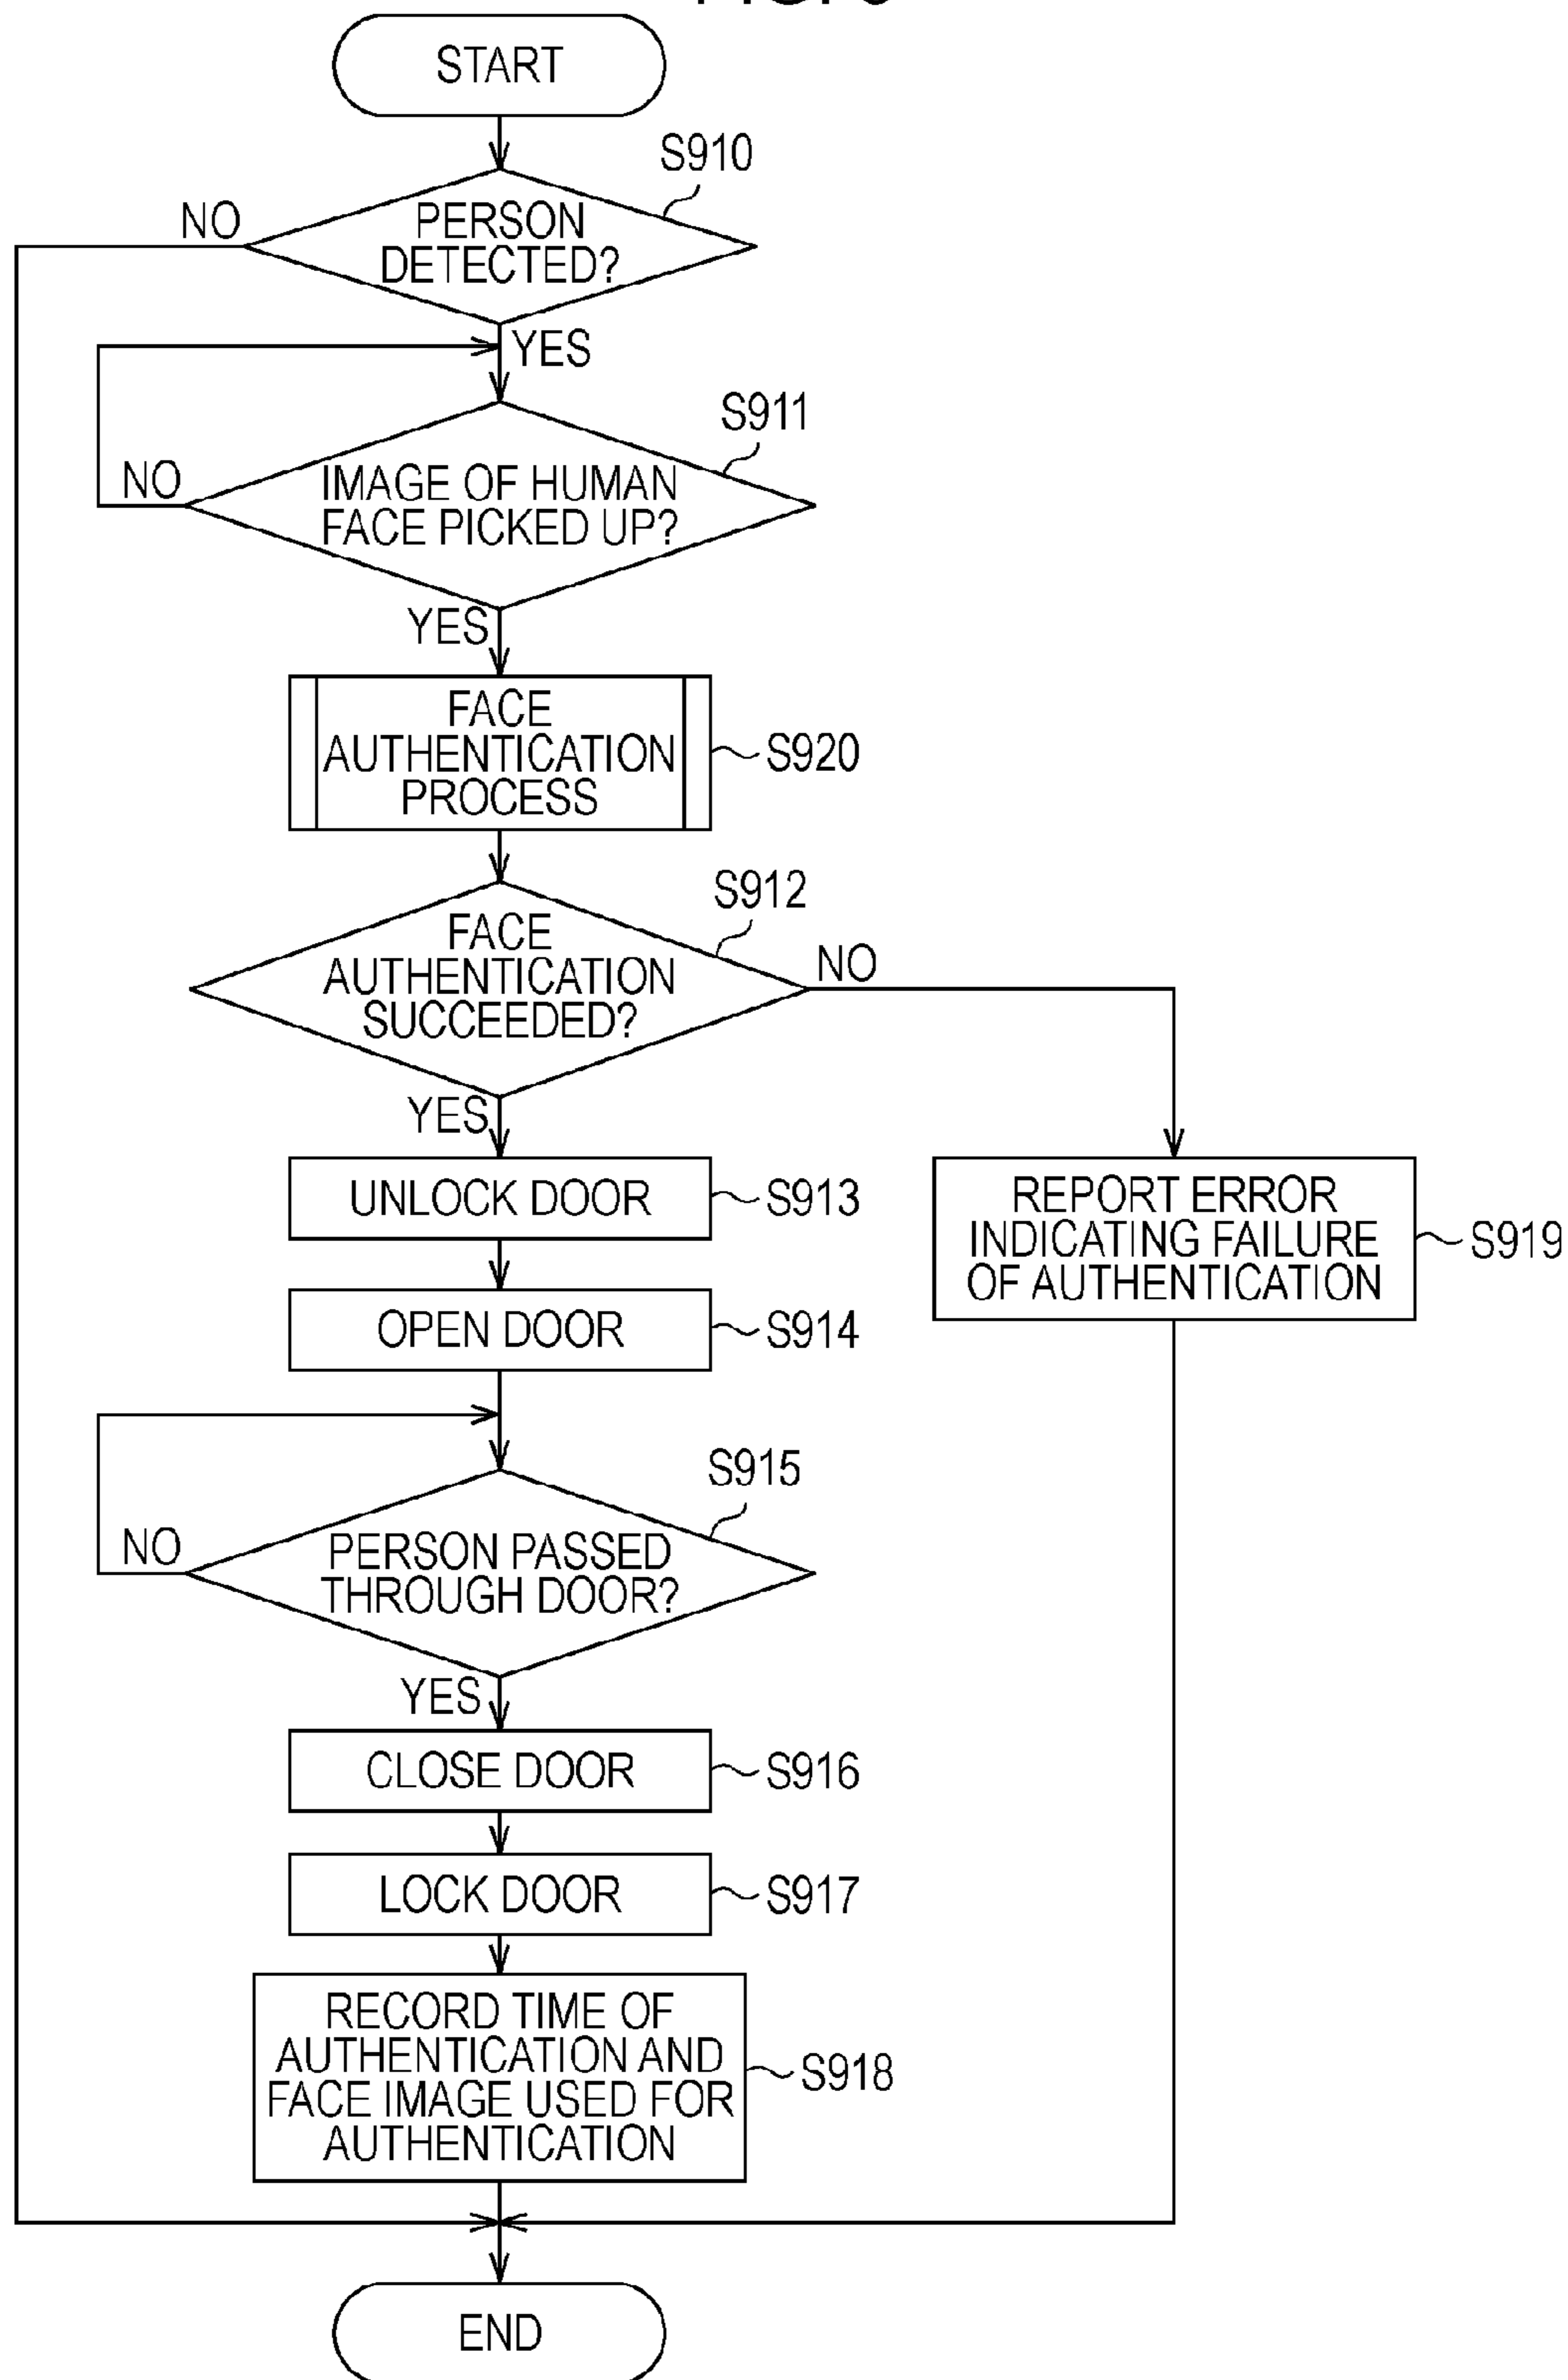 START
S910
NO
PERSON
DETECTED?
YES
S911
NO
IMAGE OF HUMAN
FACE PICKED UP?
YES
FACE
AUTHENTICATION
PROCESS
S920
S912
FACE
AUTHENTICATION
SUCCEEDED?
NO
YES
UNLOCK DOOR
S913
REPORT ERROR
INDICATING FAILURE
OF AUTHENTICATION
S919
OPEN DOOR
S914
S915
NO
PERSON PASSED
THROUGH DOOR?
YES
CLOSE DOOR
S916
LOCK DOOR
S917
RECORD TIME OF
AUTHENTICATION AND
FACE IMAGE USED FOR
AUTHENTICATION
S918
END